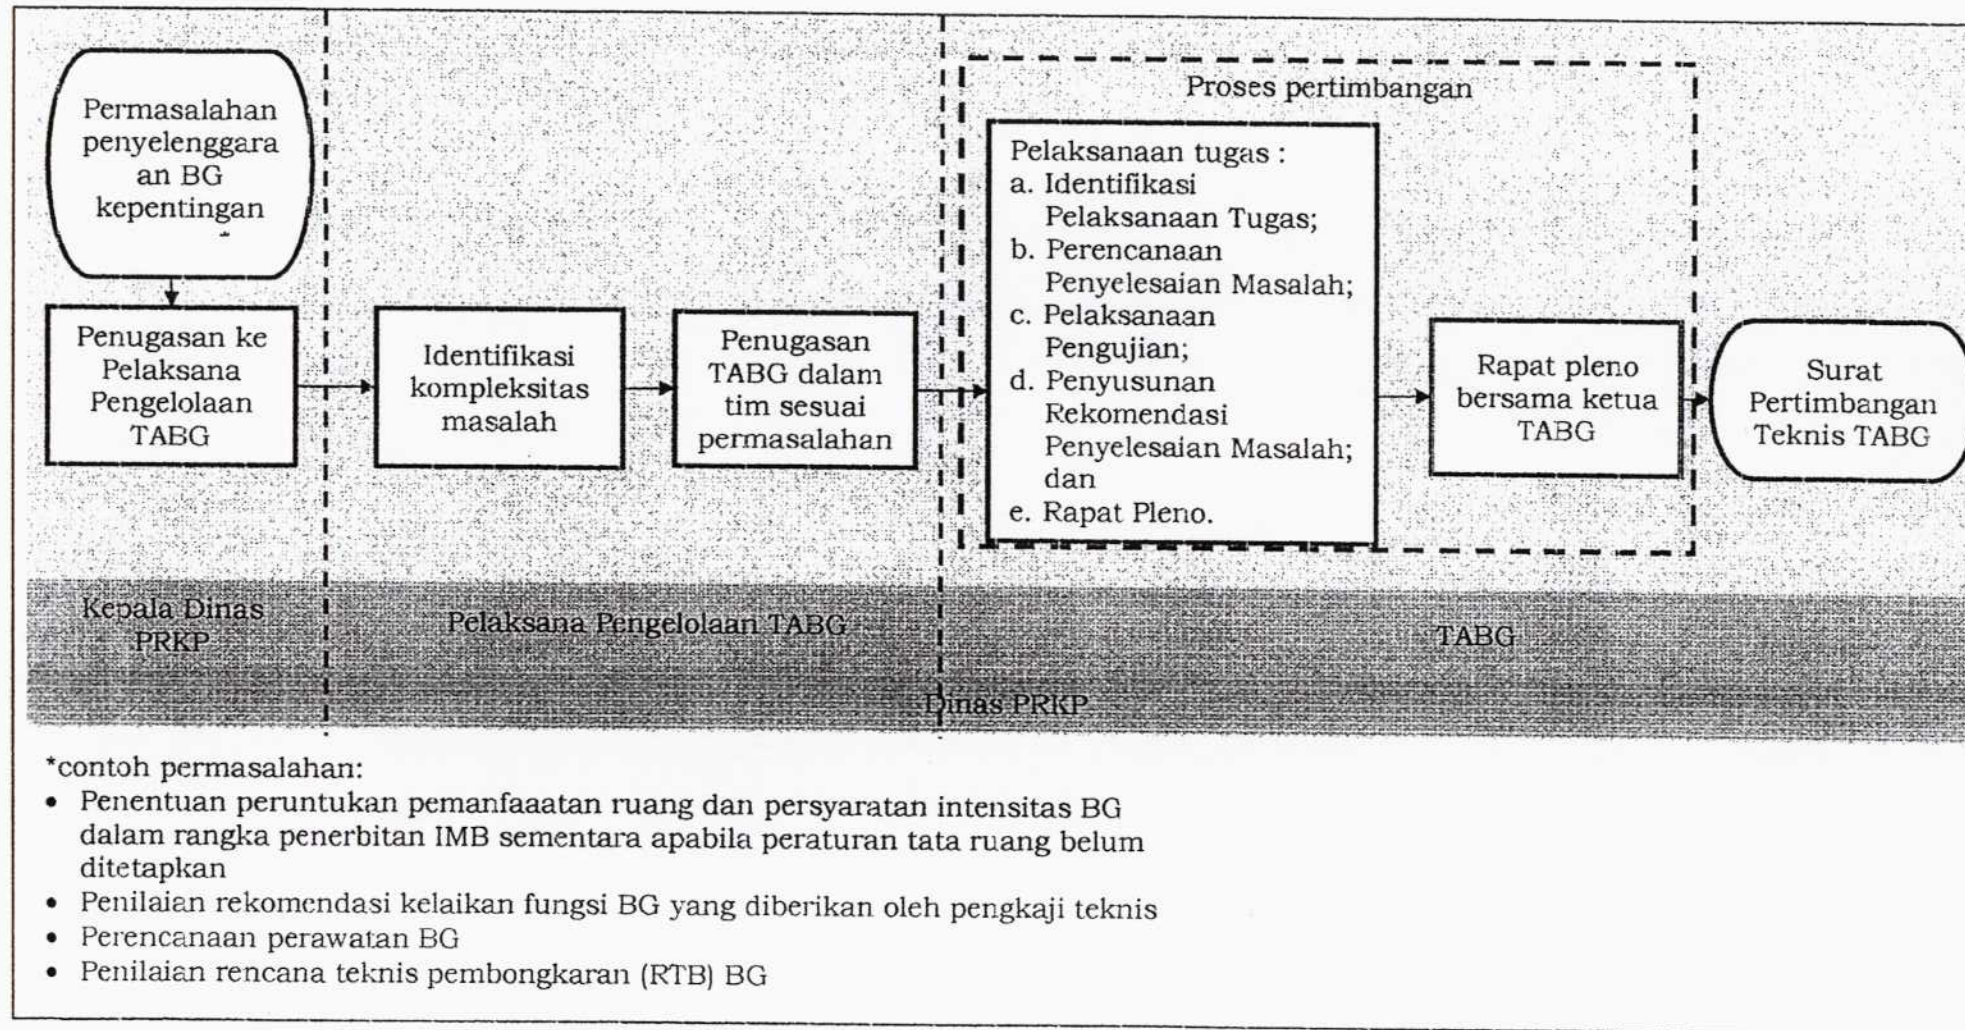 Permasalahan
penyelenggara
an BG
kepentingan
Penugasan ke
Pelaksana
Pengelolaan
TABG
Identifikasi
kompleksitas
masalah
Penugasan
TABG dalam
tim sesuai
permasalahan
Proses pertimbangan
Pelaksanaan tugas :
a. Identifikasi
Pelaksanaan Tugas;
b. Perencanaan
Penyelesaian Masalah;
c. Pelaksanaan
Pengujian;
d. Penyusunan
Rekomendasi
Penyelesaian Masalah;
dan
e. Rapat Pleno.
Rapat pleno
bersama ketua
TABG
Surat
Pertimbangan
Teknis TABG
Kepala Dinas
PRKP
Pelaksana Pengelolaan TABG
TABG
Dinas PRKP
*contoh permasalahan:
• Penentuan peruntukan pemanfaaatan ruang dan persyaratan intensitas BG
dalam rangka penerbitan IMB sementara apabila peraturan tata ruang belum
ditetapkan
• Penilaian rekomendasi kelaikan fungsi BG yang diberikan oleh pengkaji teknis
• Perencanaan perawatan BG
• Penilaian rencana teknis pembongkaran (RTB) BG